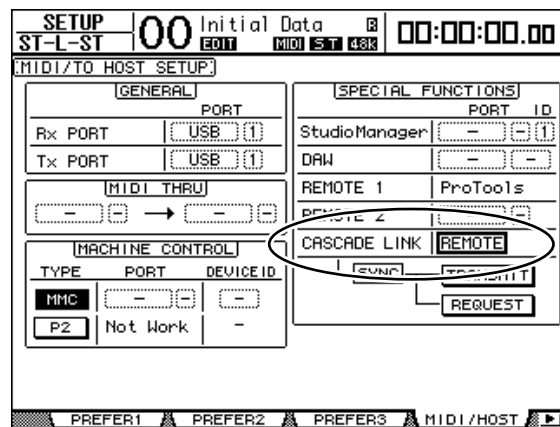 SETUP
ST-L-ST
00 Initial Data
EDIT MIDI S.T 48K
00:00:00.00
MIDI/TO HOST SETUP
GENERAL
PORT
Rx PORT USB 1
Tx PORT USB 1
MIDI THRU
- - → - -
MACHINE CONTROL
TYPE PORT DEVICE ID
MMC - - -
P2 Not Work -
SPECIAL FUNCTIONS
PORT ID
StudioManager - - 1
DAW - -
REMOTE 1 ProTools
REMOTE 2 -
CASCADE LINK REMOTE
SYNC TRANSMIT
REQUEST
PREFER1 PREFER2 PREFER3 MIDI/HOST